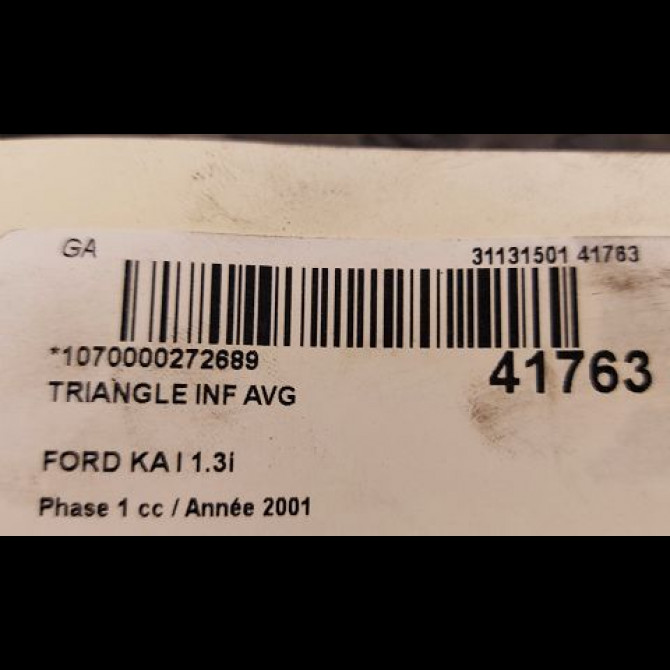 GA 31131501 41763
*1070000272689 41763
TRIANGLE INF AVG
FORD KA I 1.3i
Phase 1 cc / Année 2001